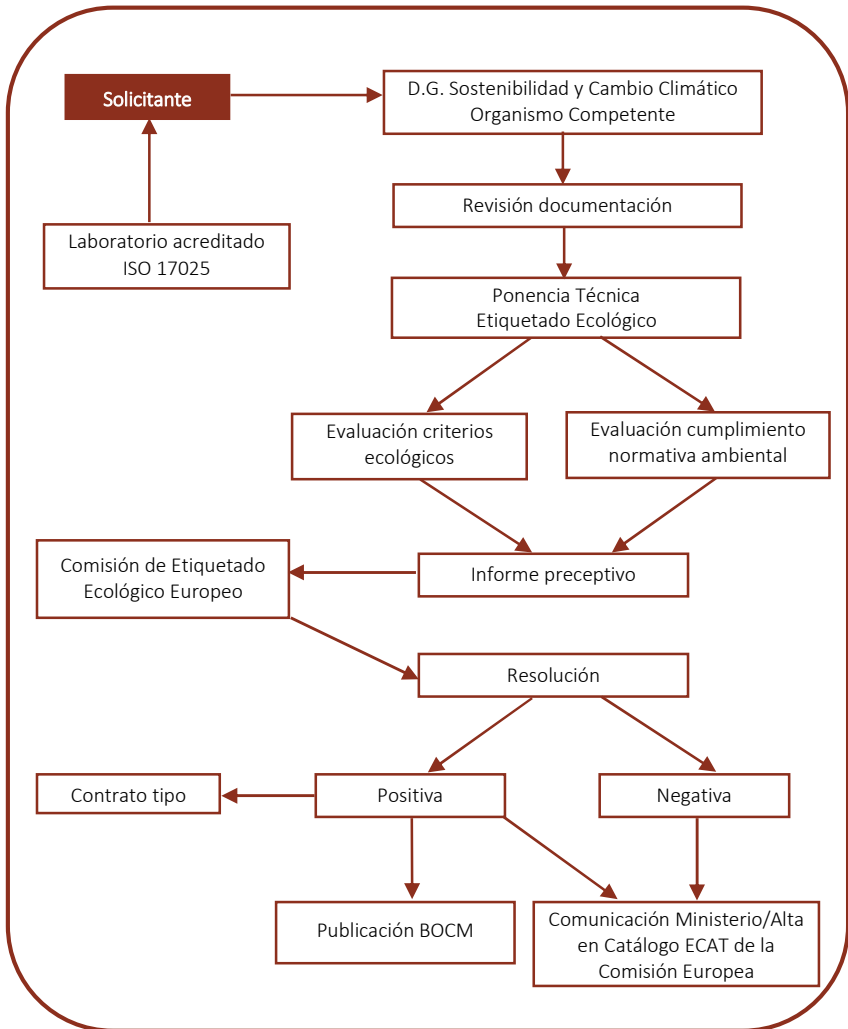 Solicitante
D.G. Sostenibilidad y Cambio Climático
Organismo Competente
Revisión documentación
Laboratorio acreditado
ISO 17025
Ponencia Técnica
Etiquetado Ecológico
Evaluación criterios
ecológicos
Evaluación cumplimiento
normativa ambiental
Informe preceptivo
Comisión de Etiquetado
Ecológico Europeo
Resolución
Contrato tipo
Positiva
Negativa
Publicación BOCM
Comunicación Ministerio/Alta
en Catálogo ECAT de la
Comisión Europea